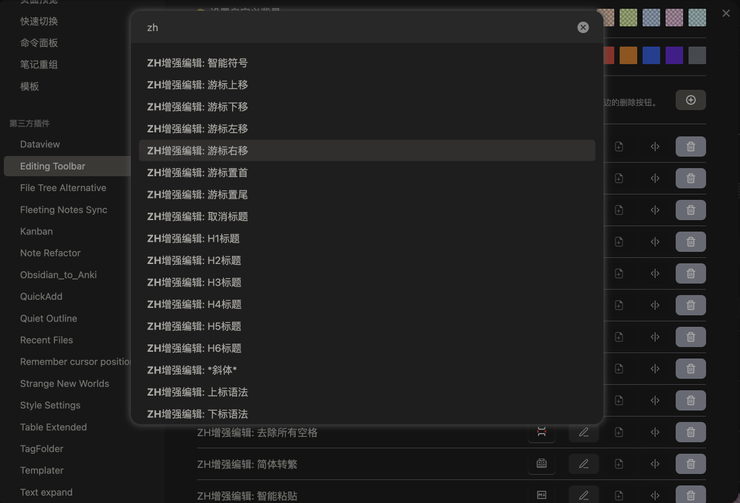 页面预览
快速切换
命令面板
笔记重组
模板
第三方插件
Dataview
Editing Toolbar
File Tree Alternative
Fleeting Notes Sync
Kanban
Note Refactor
Obsidian_to_Anki
QuickAdd
Quiet Outline
Recent Files
Remember cursor position
Strange New Worlds
Style Settings
Table Extended
TagFolder
Templater
Text expand
zh
ZH增强编辑: 智能符号
ZH增强编辑: 游标上移
ZH增强编辑: 游标下移
ZH增强编辑: 游标左移
ZH增强编辑: 游标右移
ZH增强编辑: 游标置首
ZH增强编辑: 游标置尾
ZH增强编辑: 取消标题
ZH增强编辑: H1标题
ZH增强编辑: H2标题
ZH增强编辑: H3标题
ZH增强编辑: H4标题
ZH增强编辑: H5标题
ZH增强编辑: H6标题
ZH增强编辑: *斜体*
ZH增强编辑: 上标语法
ZH增强编辑: 下标语法
边的删除按钮。
ZH增强编辑: 去除所有空格
ZH增强编辑: 简体转繁
ZH增强编辑: 智能粘贴